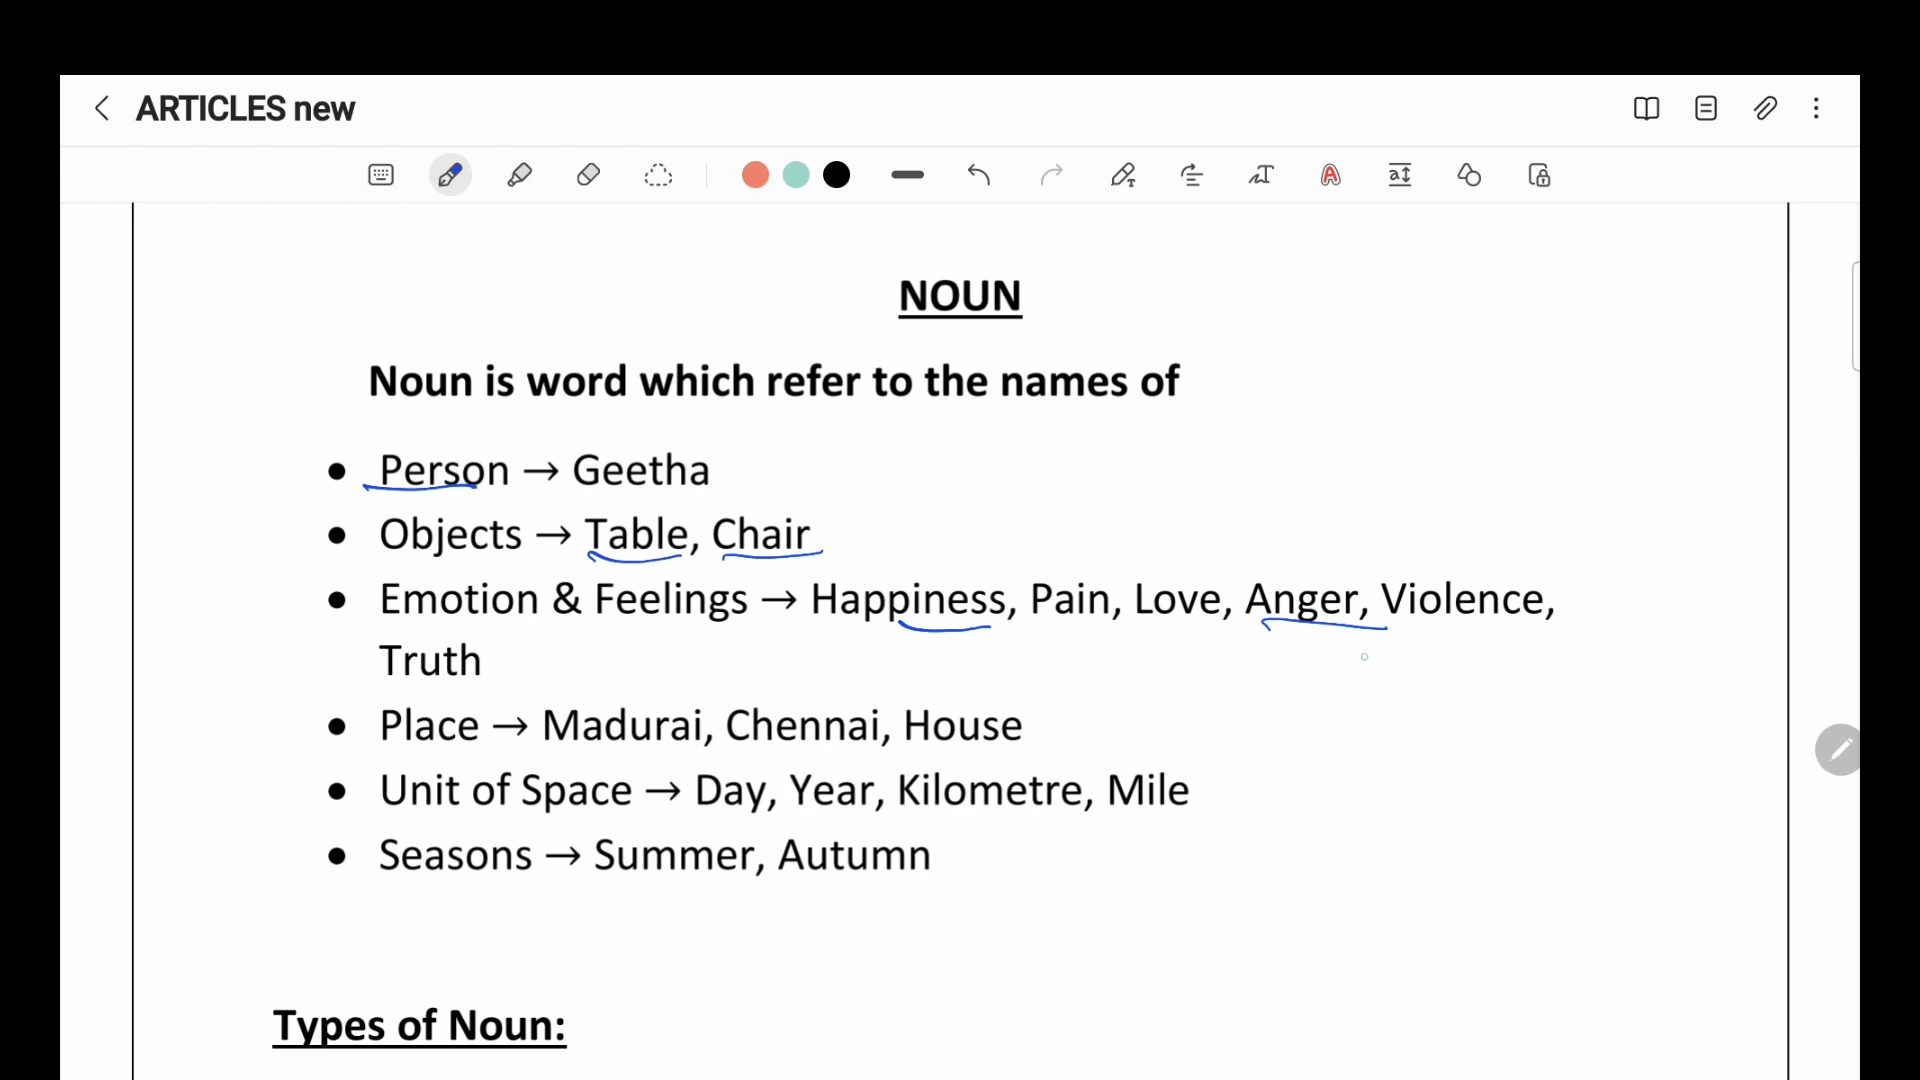 ARTICLES new
NOUN
Noun is word which refer to the names of
• Person → Geetha
• Objects → Table, Chair
• Emotion & Feelings → Happiness, Pain, Love, Anger, Violence,
Truth
• Place → Madurai, Chennai, House
• Unit of Space → Day, Year, Kilometre, Mile
• Seasons → Summer, Autumn
Types of Noun: